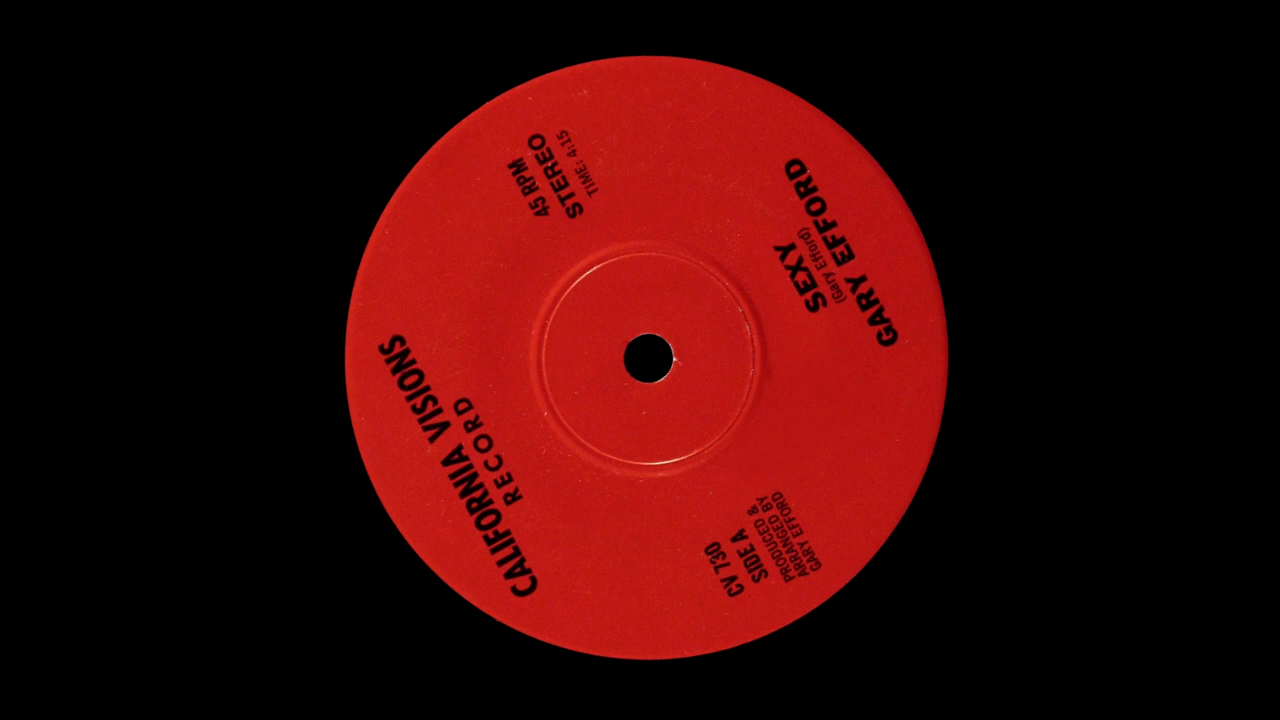 CALIFORNIA VISIONS
RECORD
CV 730
SIDE A
PRODUCED &
ARRANGED BY
GARY EFFORD
45 RPM
STEREO
TIME: 4:15
SEXY
(Gary Efford)
GARY EFFORD